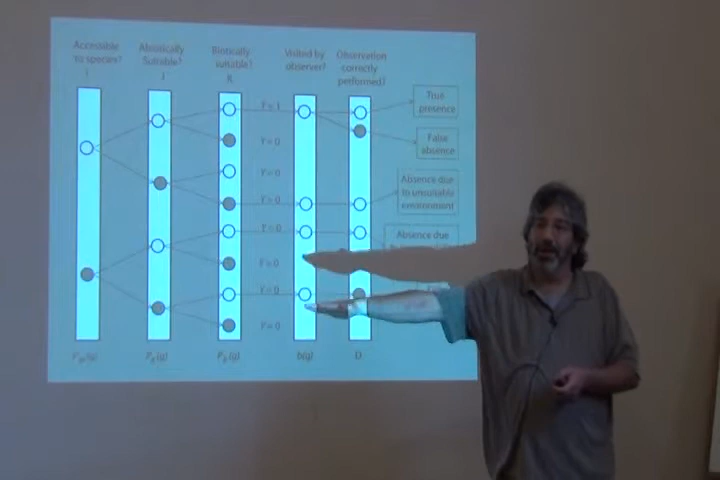 Accessible
to species?
Abiotically
Suitable?
J
Biotically
suitable?
R
Visited by
observer?
Observation
correctly
performed?
Y= 1
True
presence
Y= 0
False
absence
Y= 0
Absence due
to unsuitable
environment
Y= 0
Y= 0
Absence due
Y= 0
Y= 0
Y= 0
b(g)
D